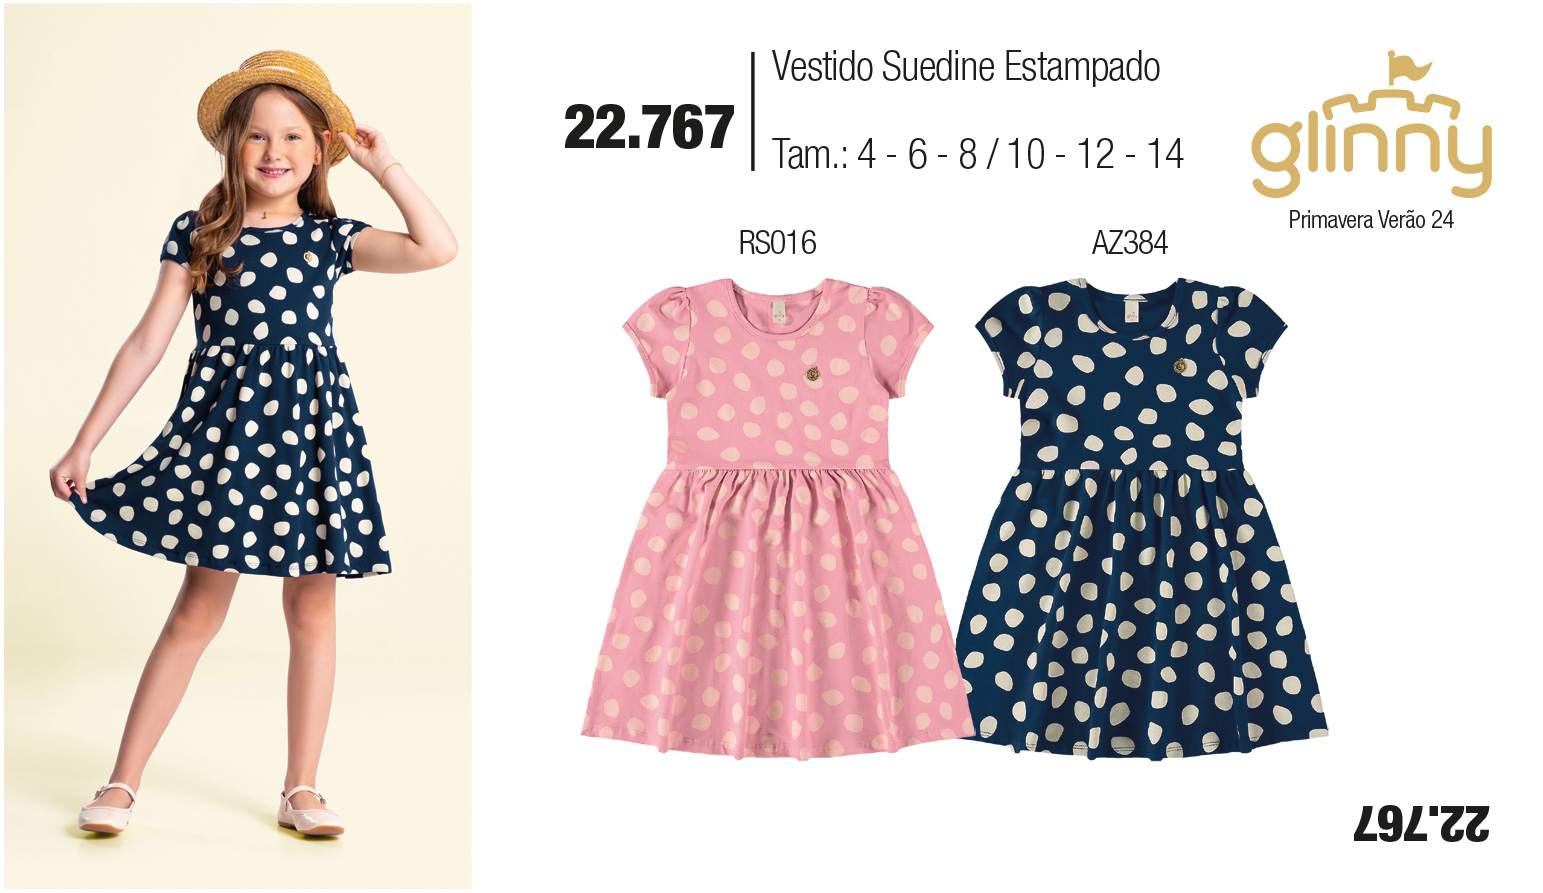 22.767
Vestido Suedine Estampado
Tam.: 4 - 6 - 8 / 10 - 12 - 14
glinny
Primavera Verão 24
RS016
AZ384
22.767